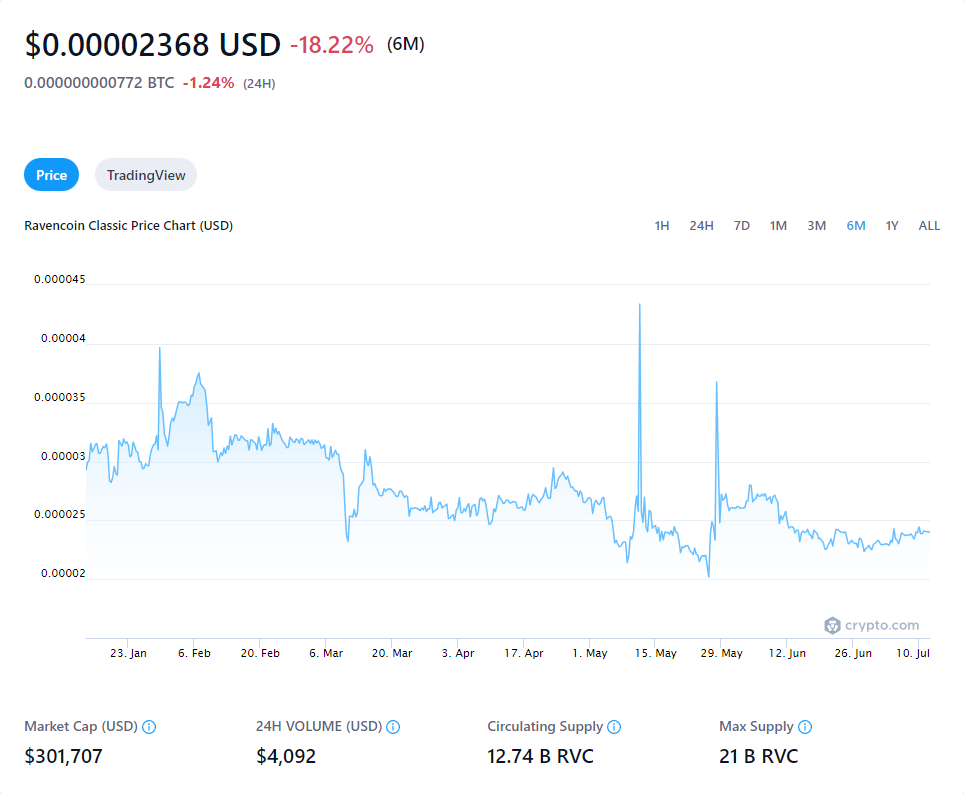 $0.00002368 USD -18.22% (6M)
0.000000000772 BTC -1.24% (24H)
Price TradingView
Ravencoin Classic Price Chart (USD) 1H 24H 7D 1M 3M 6M 1Y ALL
0.000045
0.00004
0.000035
0.00003
0.000025
0.00002
crypto.com
23. Jan 6. Feb 20. Feb 6. Mar 20. Mar 3. Apr 17. Apr 1. May 15. May 29. May 12. Jun 26. Jun 10. Jul
Market Cap (USD) 24H VOLUME (USD) Circulating Supply Max Supply
$301,707 $4,092 12.74 B RVC 21 B RVC